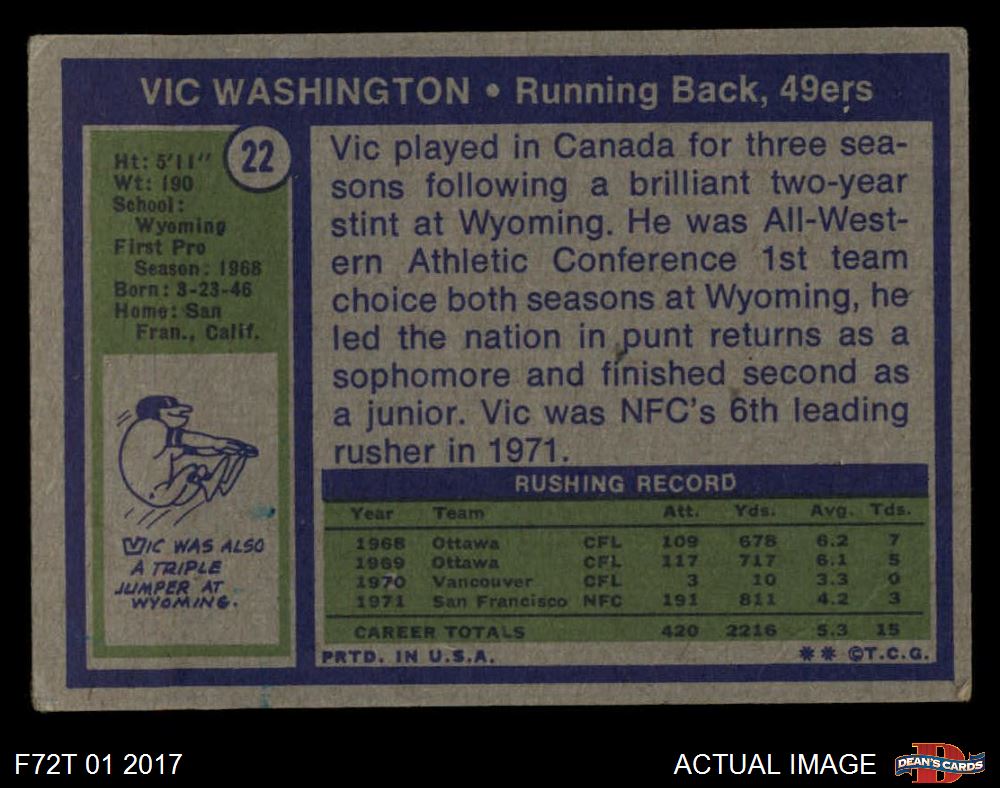 VIC WASHINGTON • Running Back, 49ers
22
Ht: 5'11"
Wt: 190
School:
Wyoming
First Pro
Season: 1968
Born: 3-23-46
Home: San
Fran., Calif.
VIC WAS ALSO
A TRIPLE
JUMPER AT
WYOMING.
Vic played in Canada for three sea-
sons following a brilliant two-year
stint at Wyoming. He was All-West-
ern Athletic Conference 1st team
choice both seasons at Wyoming, he
led the nation in punt returns as a
sophomore and finished second as
a junior. Vic was NFC's 6th leading
rusher in 1971.
RUSHING RECORD
Year Team Att. Yds. Avg. Tds.
1968 Ottawa CFL 109 678 6.2 7
1969 Ottawa CFL 117 717 6.1 5
1970 Vancouver CFL 3 10 3.3 0
1971 San Francisco NFC 191 811 4.2 3
CAREER TOTALS 420 2216 5.3 15
PRTD. IN U.S.A. ** ©T.C.G.
F72T 01 2017 ACTUAL IMAGE DEAN'S CARDS